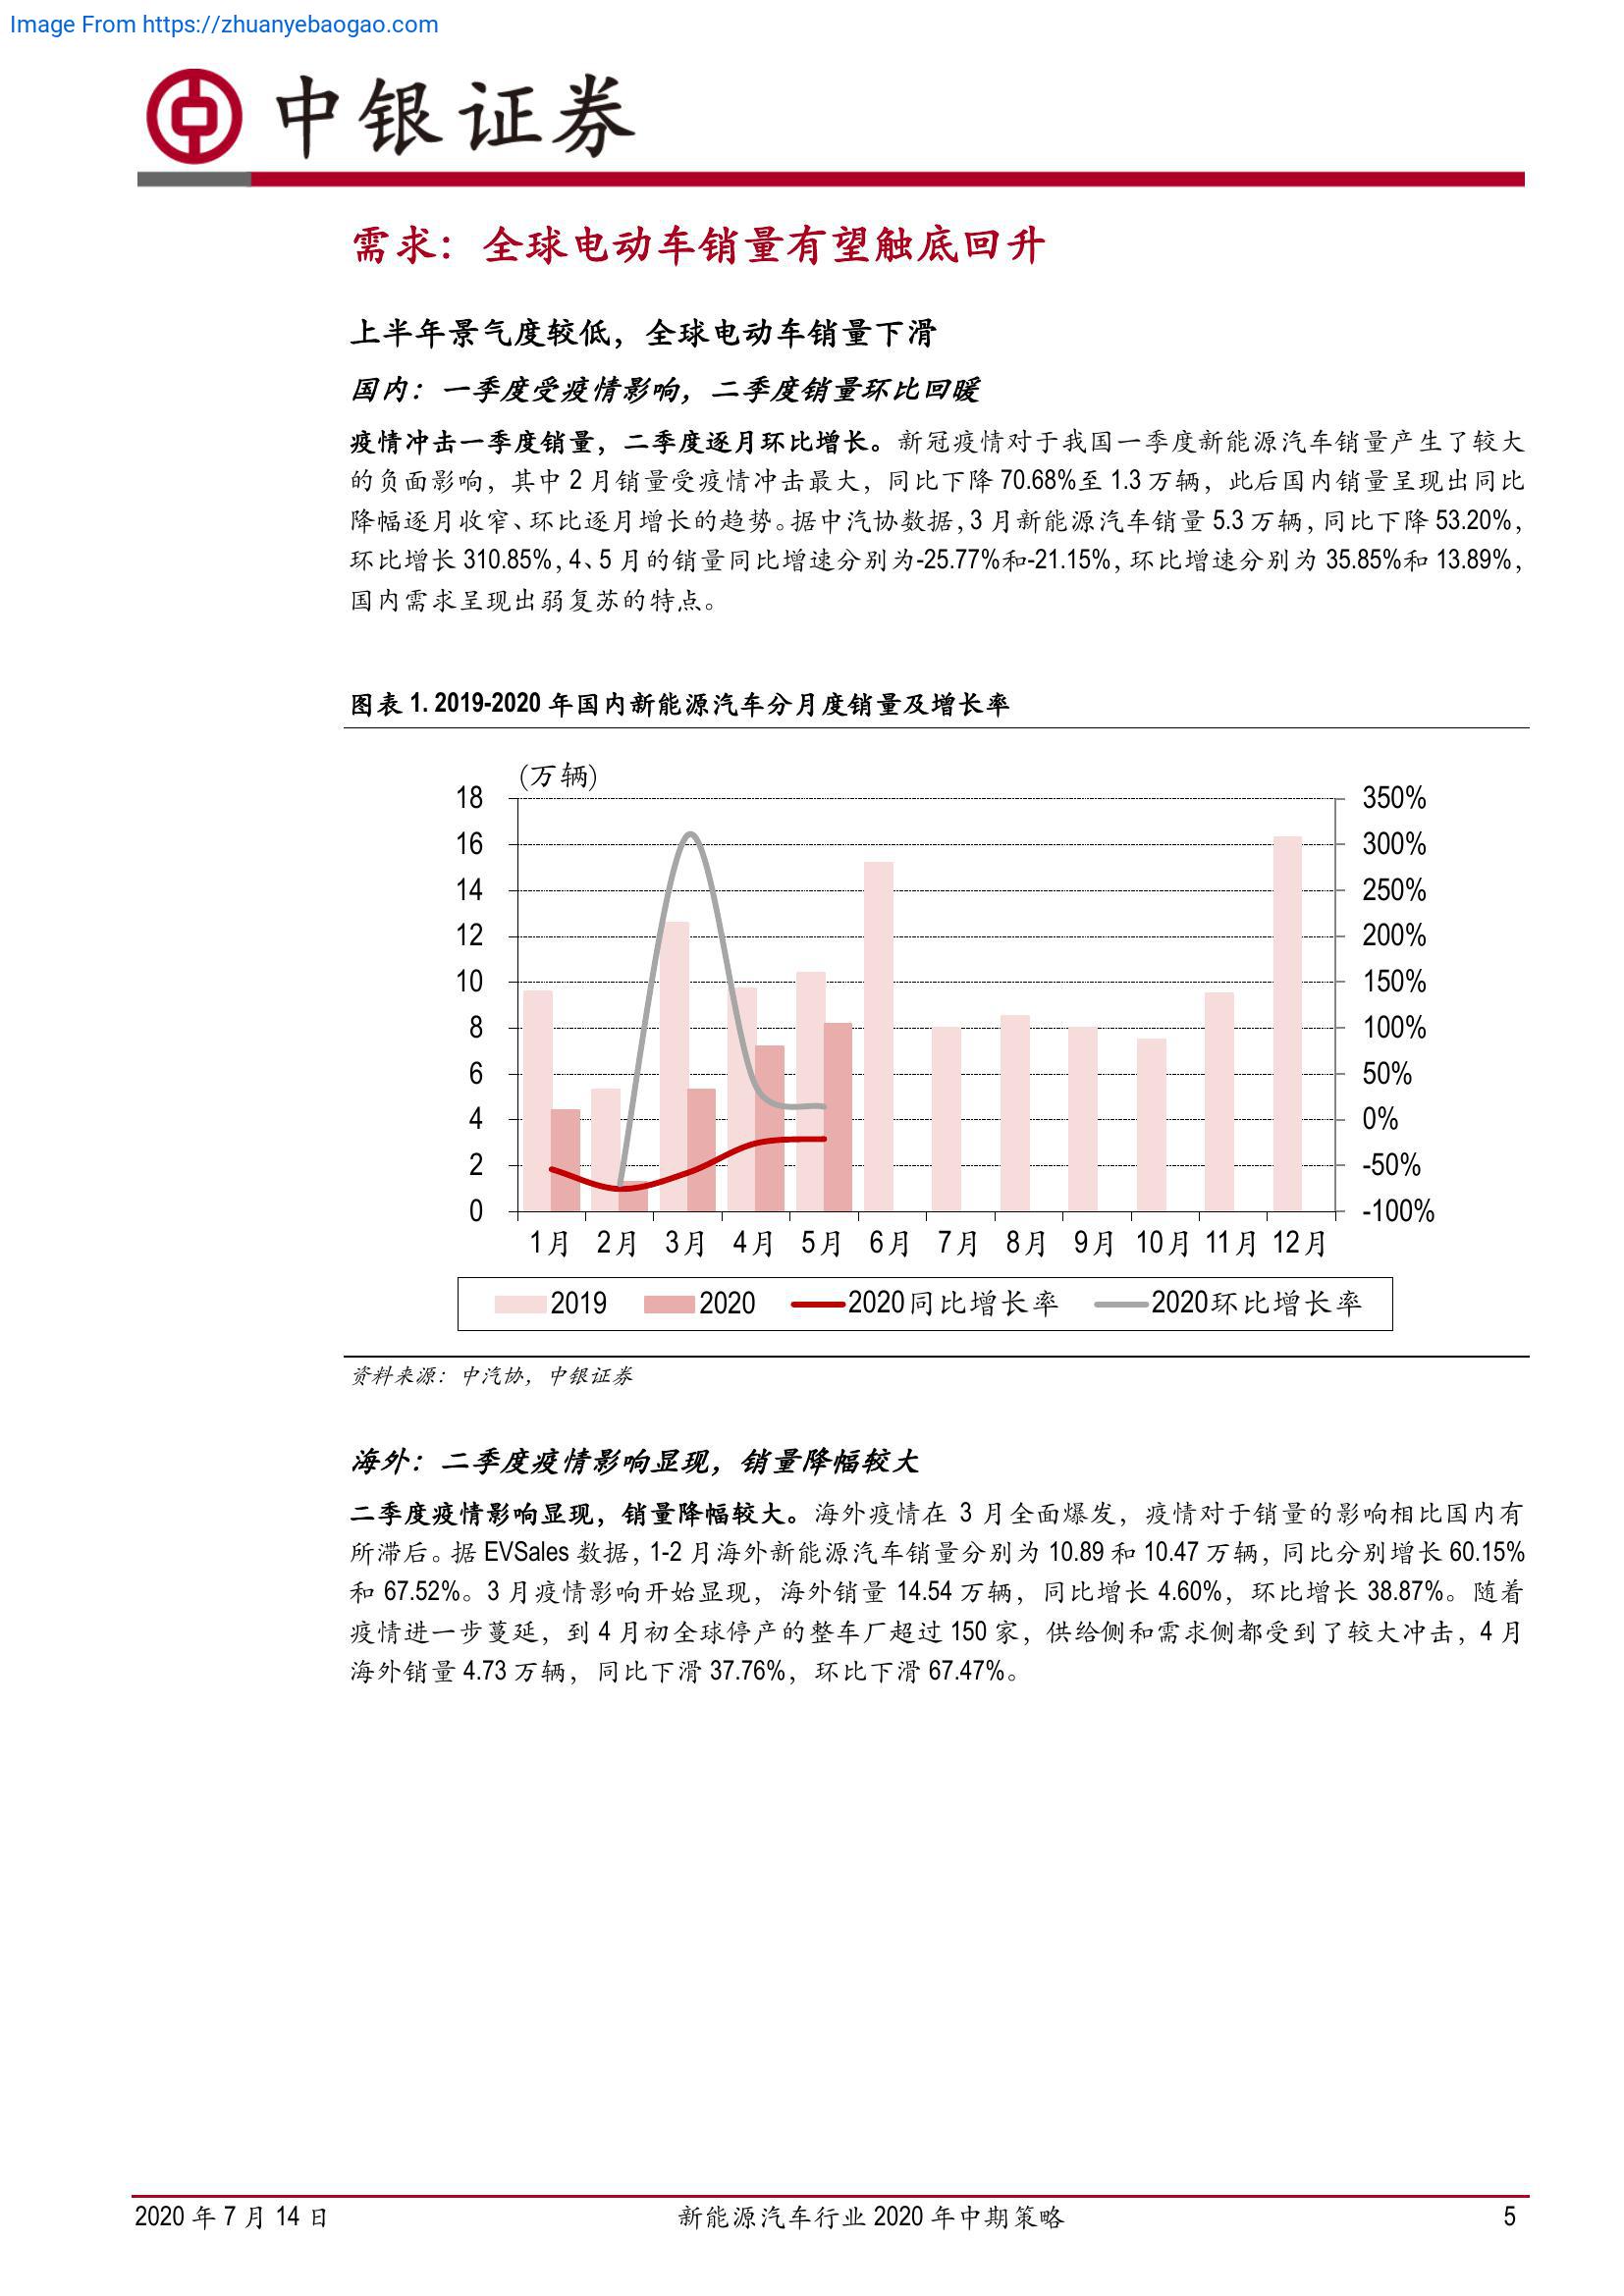 Image From https://zhuanyebaogao.com
中银证券
需求：全球电动车销量有望触底回升
上半年景气度较低，全球电动车销量下滑
国内：一季度受疫情影响，二季度销量环比回暖
疫情冲击一季度销量，二季度逐月环比增长。新冠疫情对于我国一季度新能源汽车销量产生了较大
的负面影响，其中 2 月销量受疫情冲击最大，同比下降 70.68%至 1.3 万辆，此后国内销量呈现出同比
降幅逐月收窄、环比逐月增长的趋势。据中汽协数据，3 月新能源汽车销量 5.3 万辆，同比下降 53.20%，
环比增长 310.85%，4、5 月的销量同比增速分别为-25.77%和-21.15%，环比增速分别为 35.85%和 13.89%，
国内需求呈现出弱复苏的特点。
图表 1. 2019-2020 年国内新能源汽车分月度销量及增长率
(万辆)
18 350%
16 300%
14 250%
12 200%
10 150%
8 100%
6 50%
4 0%
2 -50%
0 -100%
1月 2月 3月 4月 5月 6月 7月 8月 9月 10月 11月 12月
2019 2020 2020同比增长率 2020环比增长率
资料来源：中汽协，中银证券
海外：二季度疫情影响显现，销量降幅较大
二季度疫情影响显现，销量降幅较大。海外疫情在 3 月全面爆发，疫情对于销量的影响相比国内有
所滞后。据 EVSales 数据，1-2 月海外新能源汽车销量分别为 10.89 和 10.47 万辆，同比分别增长 60.15%
和 67.52%。3 月疫情影响开始显现，海外销量 14.54 万辆，同比增长 4.60%，环比增长 38.87%。随着
疫情进一步蔓延，到 4 月初全球停产的整车厂超过 150 家，供给侧和需求侧都受到了较大冲击，4 月
海外销量 4.73 万辆，同比下滑 37.76%，环比下滑 67.47%。
2020 年 7 月 14 日 新能源汽车行业 2020 年中期策略 5